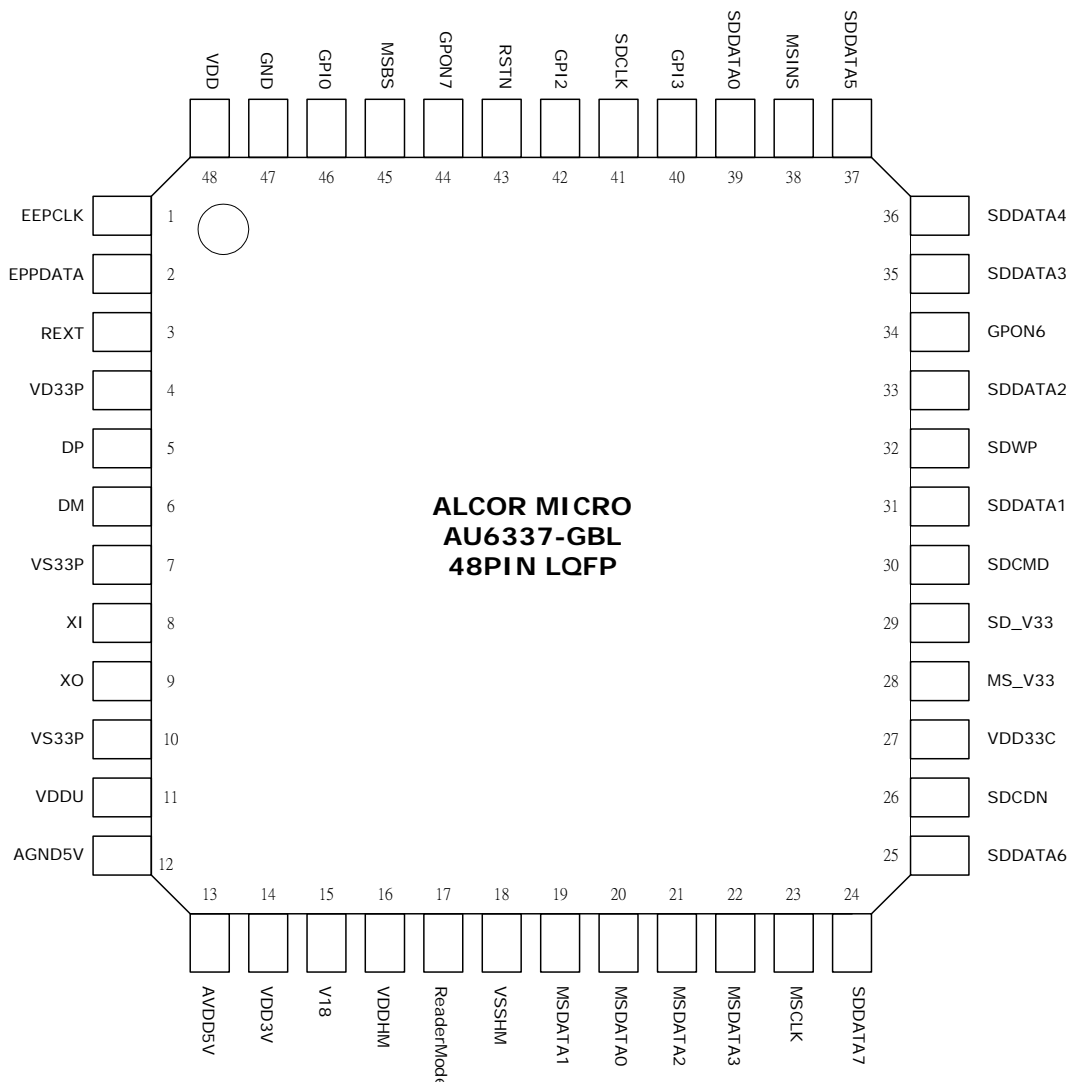 VDD GND GPI0 MSBS GPON7 RSTN GPI2 SDCLK GPI3 SDDATA0 MSINS SDDATA5
48 47 46 45 44 43 42 41 40 39 38 37
EEPCLK 1 36 SDDATA4
EPPDATA 2 35 SDDATA3
REXT 3 34 GPON6
VD33P 4 33 SDDATA2
DP 5 32 SDWP
DM 6 31 SDDATA1
VS33P 7 30 SDCMD
XI 8 29 SD_V33
XO 9 28 MS_V33
VS33P 10 27 VDD33C
VDDU 11 26 SDCDN
AGND5V 12 25 SDDATA6
ALCOR MICRO
AU6337-GBL
48PIN LQFP
13 14 15 16 17 18 19 20 21 22 23 24
AVDD5V VDD3V V18 VDDHM ReaderMode VSSHM MSDATA1 MSDATA0 MSDATA2 MSDATA3 MSCLK SDDATA7